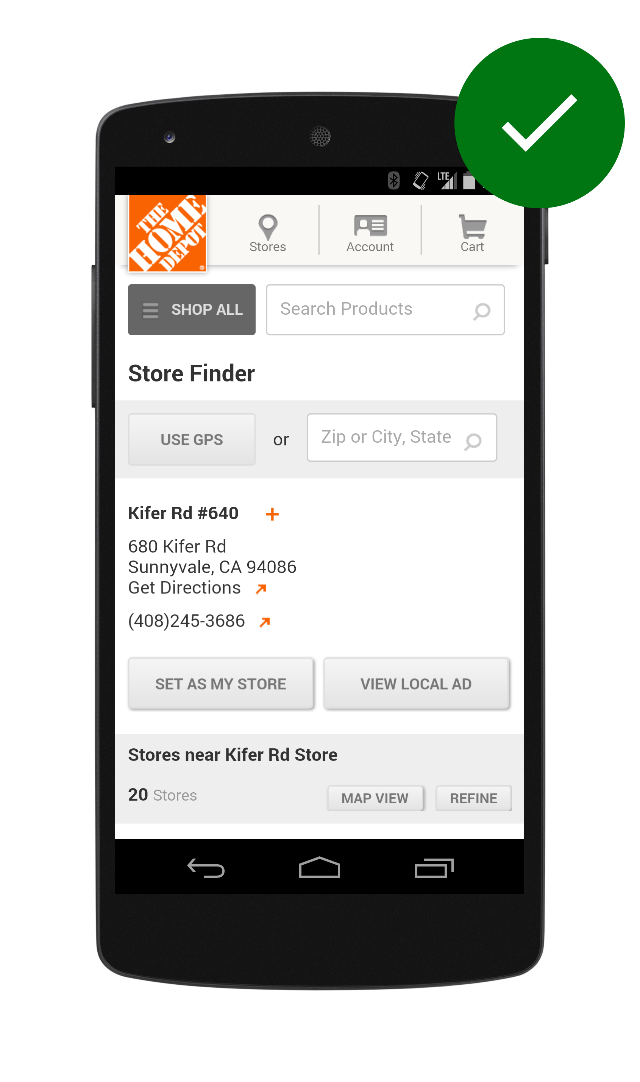 LTE
THE
HOME
DEPOT
Stores
Account
Cart
SHOP ALL
Search Products
Store Finder
USE GPS
or
Zip or City, State
Kifer Rd #640
680 Kifer Rd
Sunnyvale, CA 94086
Get Directions
(408)245-3686
SET AS MY STORE
VIEW LOCAL AD
Stores near Kifer Rd Store
20 Stores
MAP VIEW
REFINE